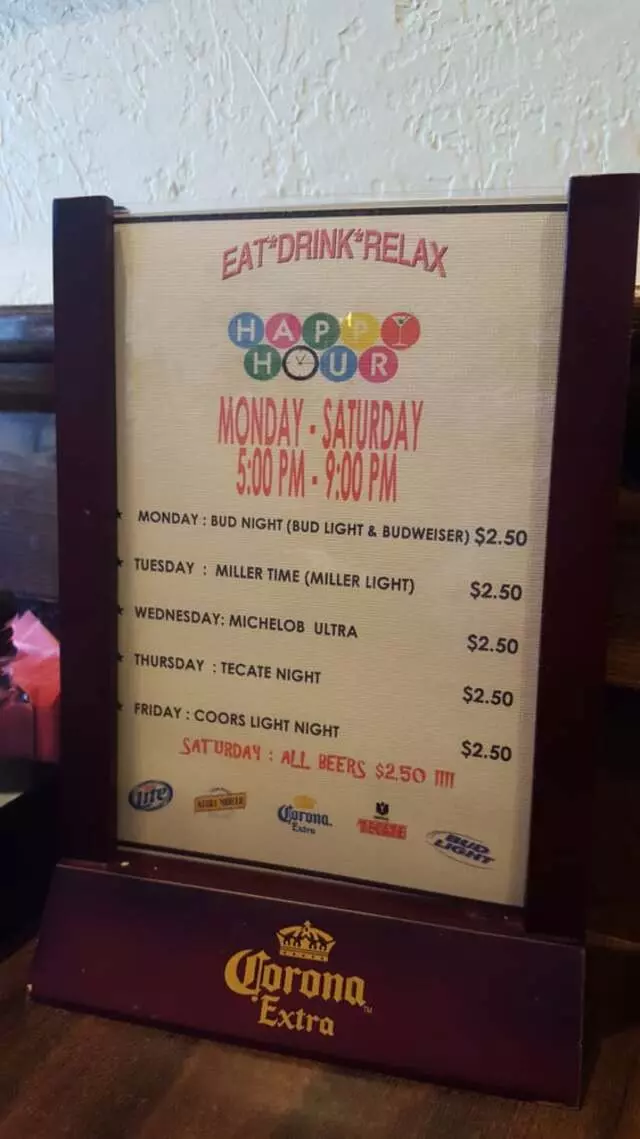 EAT*DRINK*RELAX
HAPPY
HOUR
MONDAY - SATURDAY
5:00 PM - 9:00 PM
★ MONDAY : BUD NIGHT (BUD LIGHT & BUDWEISER) $2.50
★ TUESDAY : MILLER TIME (MILLER LIGHT) $2.50
★ WEDNESDAY: MICHELOB ULTRA $2.50
★ THURSDAY : TECATE NIGHT $2.50
★ FRIDAY : COORS LIGHT NIGHT $2.50
SATURDAY : ALL BEERS $2.50 !!!!
Lite
Corona
Extra
TECATE
BUD
LIGHT
Corona
Extra
TM